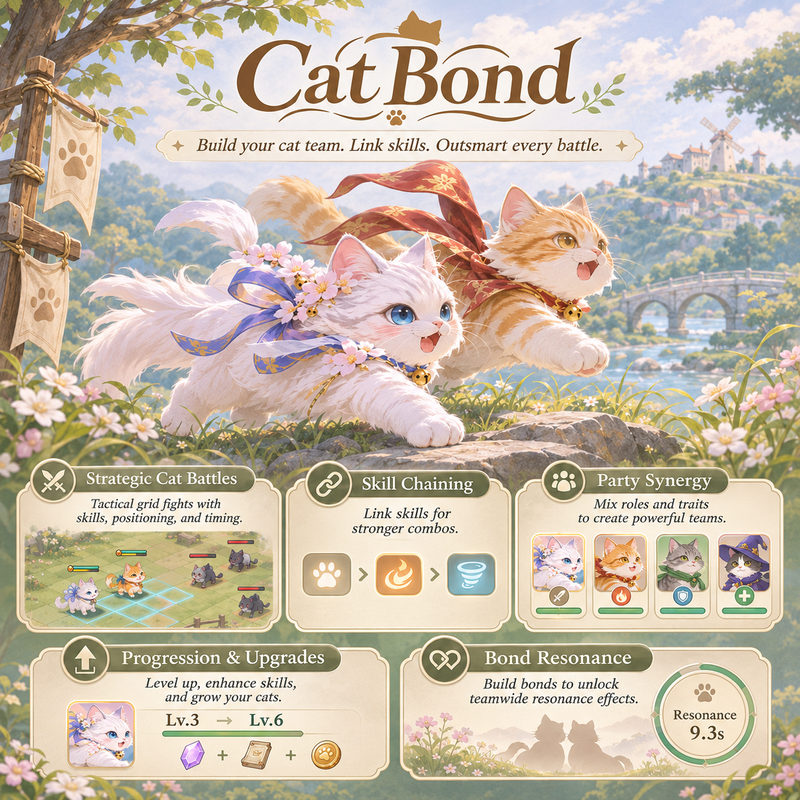 Cat Bond
Build your cat team. Link skills. Outsmart every battle.
Strategic Cat Battles
Tactical grid fights with
skills, positioning, and timing.
Skill Chaining
Link skills for
stronger combos.
Party Synergy
Mix roles and traits
to create powerful teams.
Progression & Upgrades
Level up, enhance skills,
and grow your cats.
Lv.3 → Lv.6
Bond Resonance
Build bonds to unlock
teamwide resonance effects.
Resonance
9.3s